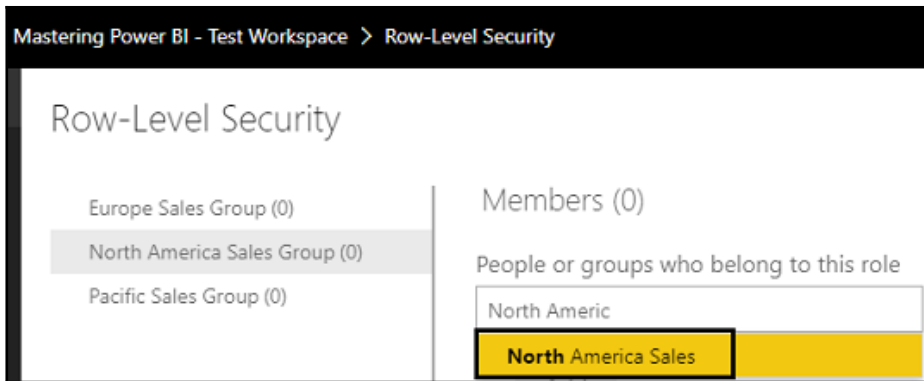 Mastering Power BI - Test Workspace > Row-Level Security
Row-Level Security
Europe Sales Group (0)
North America Sales Group (0)
Pacific Sales Group (0)
Members (0)
People or groups who belong to this role
North Americ
North America Sales